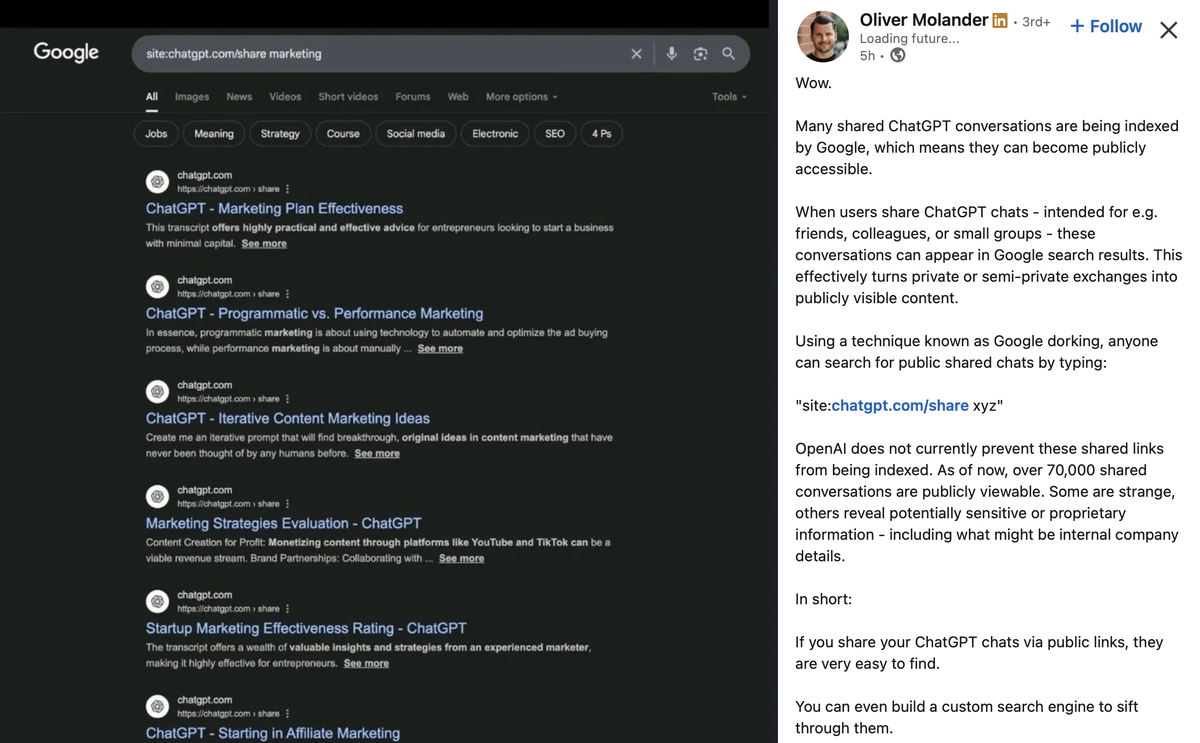 Google
site:chatgpt.com/share marketing
All Images News Videos Short videos Forums Web More options Tools
Jobs Meaning Strategy Course Social media Electronic SEO 4 Ps
chatgpt.com
https://chatgpt.com › share
ChatGPT - Marketing Plan Effectiveness
This transcript offers highly practical and effective advice for entrepreneurs looking to start a business
with minimal capital. See more
chatgpt.com
https://chatgpt.com › share
ChatGPT - Programmatic vs. Performance Marketing
In essence, programmatic marketing is about using technology to automate and optimize the ad buying
process, while performance marketing is about manually ... See more
chatgpt.com
https://chatgpt.com › share
ChatGPT - Iterative Content Marketing Ideas
Create me an iterative prompt that will find breakthrough, original ideas in content marketing that have
never been thought of by any humans before. See more
chatgpt.com
https://chatgpt.com › share
Marketing Strategies Evaluation - ChatGPT
Content Creation for Profit: Monetizing content through platforms like YouTube and TikTok can be a
viable revenue stream. Brand Partnerships: Collaborating with ... See more
chatgpt.com
https://chatgpt.com › share
Startup Marketing Effectiveness Rating - ChatGPT
The transcript offers a wealth of valuable insights and strategies from an experienced marketer,
making it highly effective for entrepreneurs. See more
chatgpt.com
https://chatgpt.com › share
ChatGPT - Starting in Affiliate Marketing
Oliver Molander in · 3rd+
+ Follow
Loading future...
5h ·
Wow.
Many shared ChatGPT conversations are being indexed
by Google, which means they can become publicly
accessible.
When users share ChatGPT chats - intended for e.g.
friends, colleagues, or small groups - these
conversations can appear in Google search results. This
effectively turns private or semi-private exchanges into
publicly visible content.
Using a technique known as Google dorking, anyone
can search for public shared chats by typing:
"site:chatgpt.com/share xyz"
OpenAI does not currently prevent these shared links
from being indexed. As of now, over 70,000 shared
conversations are publicly viewable. Some are strange,
others reveal potentially sensitive or proprietary
information - including what might be internal company
details.
In short:
If you share your ChatGPT chats via public links, they
are very easy to find.
You can even build a custom search engine to sift
through them.